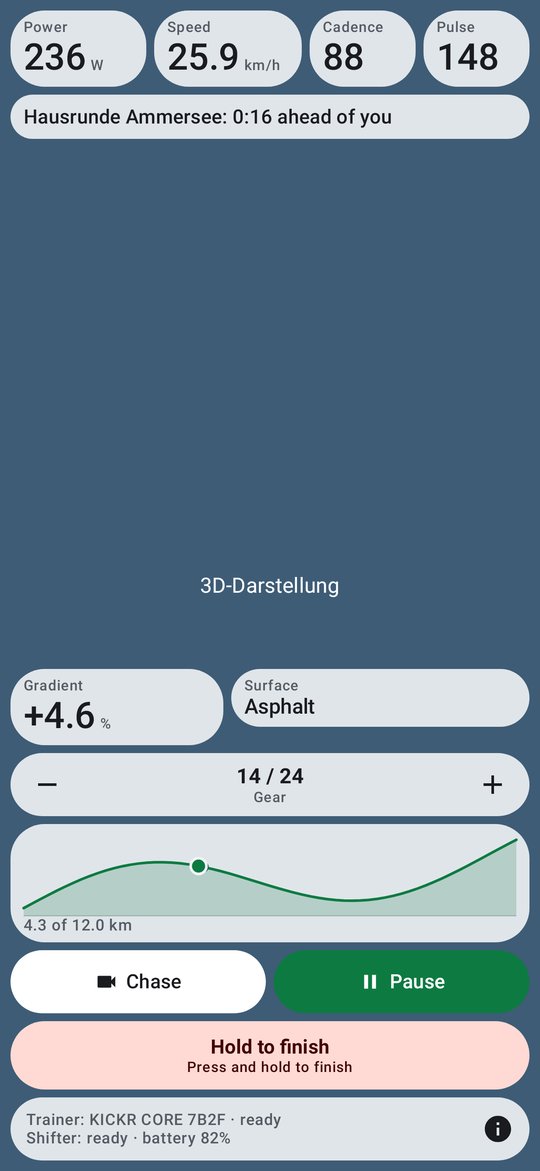 Power
236 W
Speed
25.9 km/h
Cadence
88
Pulse
148
Hausrunde Ammersee: 0:16 ahead of you
3D-Darstellung
Gradient
+4.6 %
Surface
Asphalt
14 / 24
Gear
4.3 of 12.0 km
Chase
Pause
Hold to finish
Press and hold to finish
Trainer: KICKR CORE 7B2F · ready
Shifter: ready · battery 82%